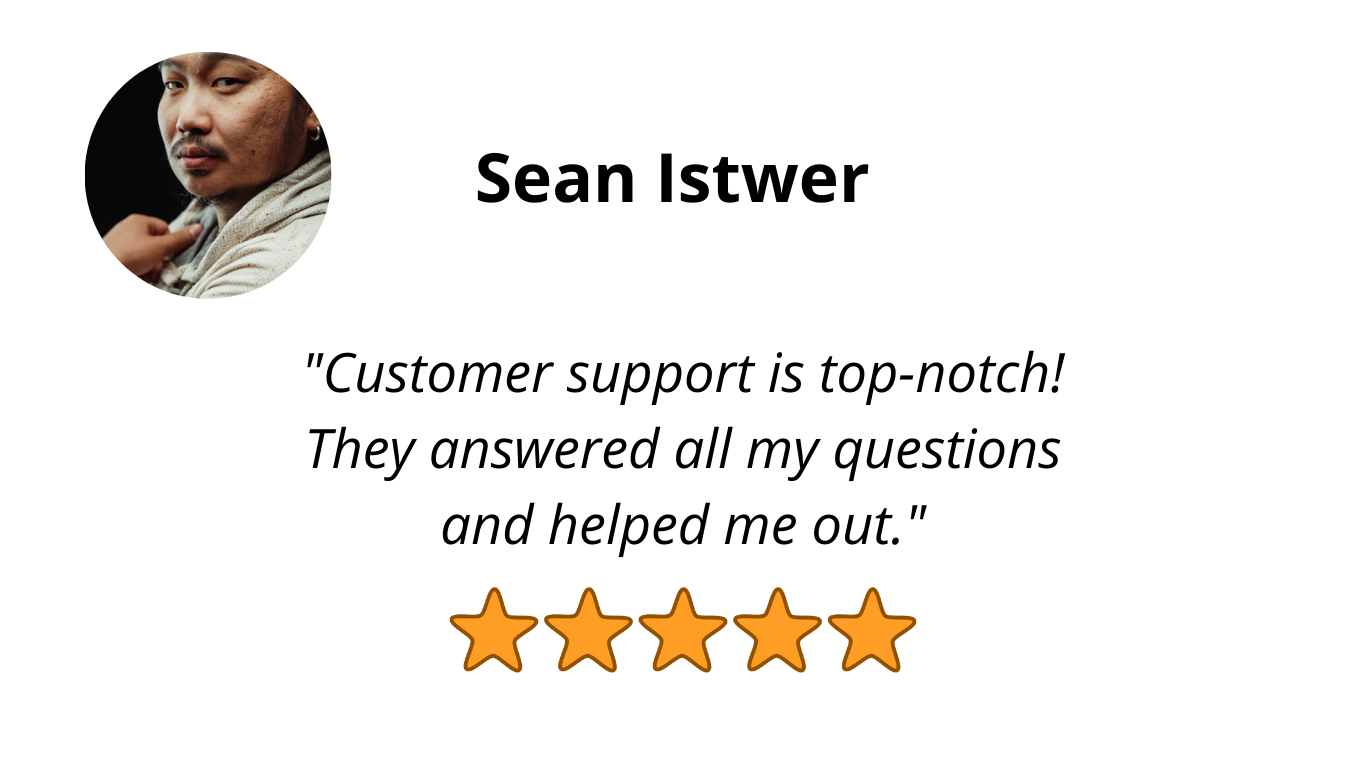 Sean Istwer
"Customer support is top-notch!
They answered all my questions
and helped me out."